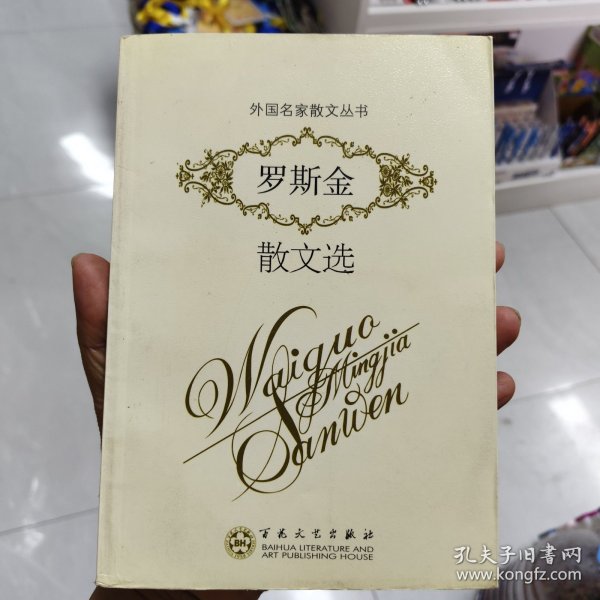 外国名家散文丛书
罗斯金
散文选
Waiguo
Mingjia
Sanwen
BH
百花文艺出版社
BAIHUA LITERATURE AND
ART PUBLISHING HOUSE
孔夫子旧书网
www.kongfz.com